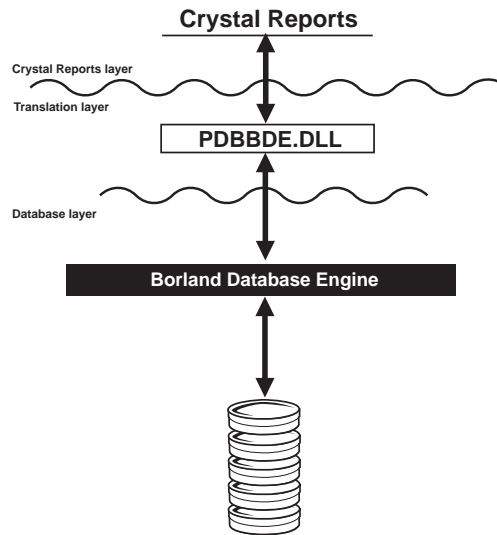 Crystal Reports
Crystal Reports layer
Translation layer
PDBBDE.DLL
Database layer
Borland Database Engine